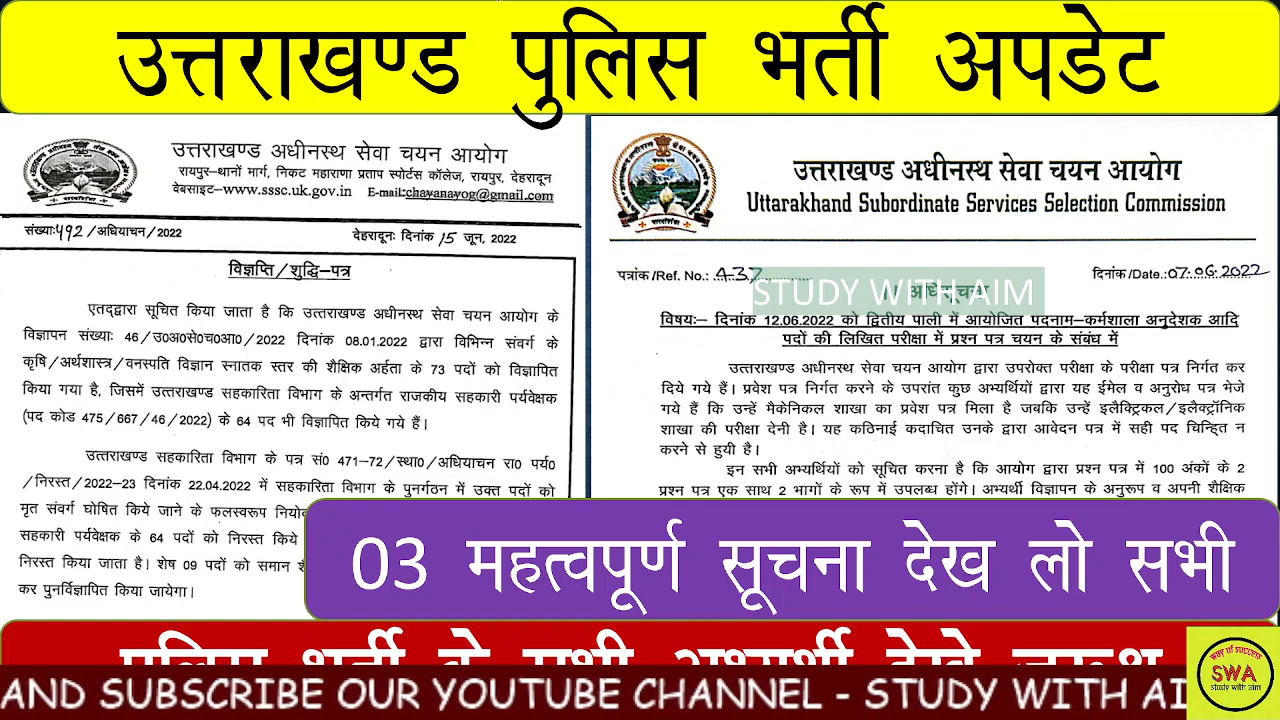 उत्तराखण्ड पुलिस भर्ती अपडेट
उत्तराखण्ड अधीनस्थ सेवा चयन आयोग
रायपुर–थानों मार्ग, निकट महाराणा प्रताप स्पोर्टस कॉलेज, रायपुर, देहरादून
वेबसाइट–www.sssc.uk.gov.in E-mail:chayanayog@gmail.com
संख्याः492/अधियाचन/2022 देहरादूनः दिनांक 15 जून, 2022
विज्ञप्ति/शुद्धि–पत्र
एतद्द्वारा सूचित किया जाता है कि उत्तराखण्ड अधीनस्थ सेवा चयन आयोग के
विज्ञापन संख्याः 46/उ0अ0से0च0आ0/2022 दिनांक 08.01.2022 द्वारा विभिन्न संवर्ग के
कृषि/अर्थशास्त्र/वनस्पति विज्ञान स्नातक स्तर की शैक्षिक अर्हता के 73 पदों को विज्ञापित
किया गया है, जिसमें उत्तराखण्ड सहकारिता विभाग के अन्तर्गत राजकीय सहकारी पर्यवेक्षक
(पद कोड 475/667/46/2022) के 64 पद भी विज्ञापित किये गये हैं।
उत्तराखण्ड सहकारिता विभाग के पत्र सं0 471–72/स्था0/अधियाचन रा0 पर्य0
/निरस्त/2022–23 दिनांक 22.04.2022 में सहकारिता विभाग के पुनर्गठन में उक्त पदों को
मृत संवर्ग घोषित किये जाने के फलस्वरूप
सहकारी पर्यवेक्षक के 64 पदों को निरस्त किये
निरस्त किया जाता है। शेष 09 पदों को समान
कर पुनर्विज्ञापित किया जायेगा।
उत्तराखण्ड अधीनस्थ सेवा चयन आयोग
Uttarakhand Subordinate Services Selection Commission
पत्रांक/Ref. No.: 437 दिनांक/Date.:07.06.2022
STUDY WITH AIM
विषयः– दिनांक 12.06.2022 को द्वितीय पाली में आयोजित पदनाम–कर्मशाला अनुदेशक आदि
पदों की लिखित परीक्षा में प्रश्न पत्र चयन के संबंध में
उत्तराखण्ड अधीनस्थ सेवा चयन आयोग द्वारा उपरोक्त परीक्षा के परीक्षा पत्र निर्गत कर
दिये गये हैं। प्रवेश पत्र निर्गत करने के उपरांत कुछ अभ्यर्थियों द्वारा यह ईमेल व अनुरोध पत्र भेजे
गये हैं कि उन्हें मैकेनिकल शाखा का प्रवेश पत्र मिला है जबकि उन्हें इलैक्ट्रिकल/इलैक्ट्रॉनिक
शाखा की परीक्षा देनी है। यह कठिनाई कदाचित उनके द्वारा आवेदन पत्र में सही पद चिन्हित न
करने से हुयी है।
इन सभी अभ्यर्थियों को सूचित करना है कि आयोग द्वारा प्रश्न पत्र में 100 अंकों के 2
प्रश्न पत्र एक साथ 2 भागों के रूप में उपलब्ध होंगे। अभ्यर्थी विज्ञापन के अनुरूप व अपनी शैक्षिक
03 महत्वपूर्ण सूचना देख लो सभी
AND SUBSCRIBE OUR YOUTUBE CHANNEL - STUDY WITH AI
way of success
SWA
study with aim